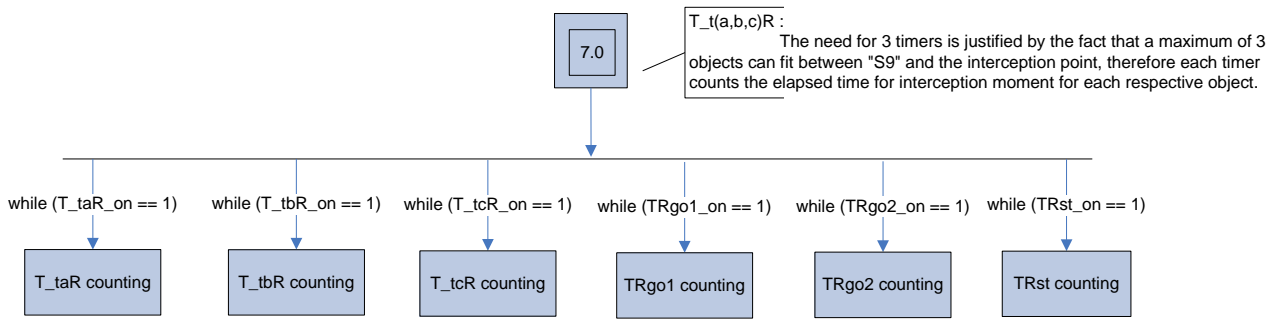 T_t(a,b,c)R :
The need for 3 timers is justified by the fact that a maximum of 3
objects can fit between "S9" and the interception point, therefore each timer
counts the elapsed time for interception moment for each respective object.
7.0
while (T_taR_on == 1)
while (T_tbR_on == 1)
while (T_tcR_on == 1)
while (TRgo1_on == 1)
while (TRgo2_on == 1)
while (TRst_on == 1)
T_taR counting
T_tbR counting
T_tcR counting
TRgo1 counting
TRgo2 counting
TRst counting